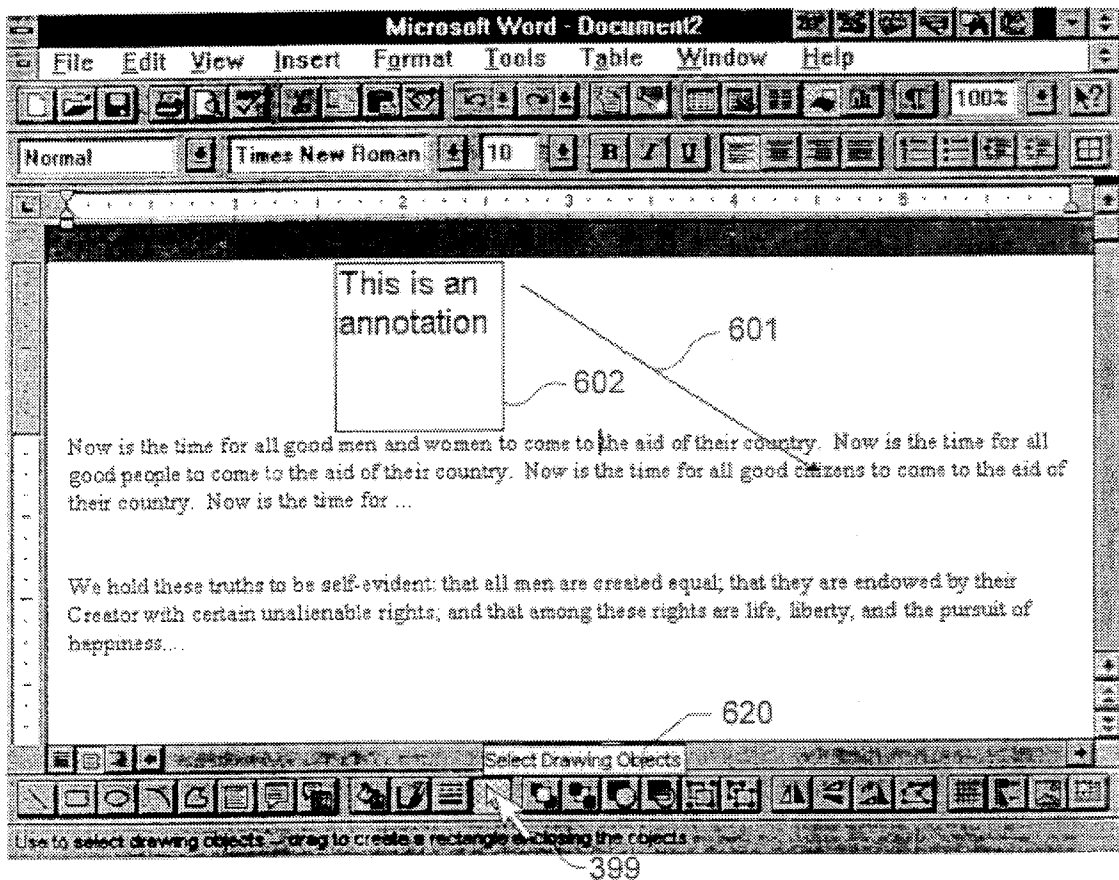 Microsoft Word - Document2
File Edit View Insert Format Tools Table Window Help
100%
Normal Times New Roman 10 B I U
1 2 3 4 5
This is an
annotation
601
602
Now is the time for all good men and women to come to the aid of their country. Now is the time for all
good people to come to the aid of their country. Now is the time for all good citizens to come to the aid of
their country. Now is the time for ...
We hold these truths to be self-evident: that all men are created equal; that they are endowed by their
Creator with certain unalienable rights; and that among these rights are life, liberty, and the pursuit of
happiness....
620
Select Drawing Objects
Use to select drawing objects -- drag to create a rectangle enclosing the objects
399